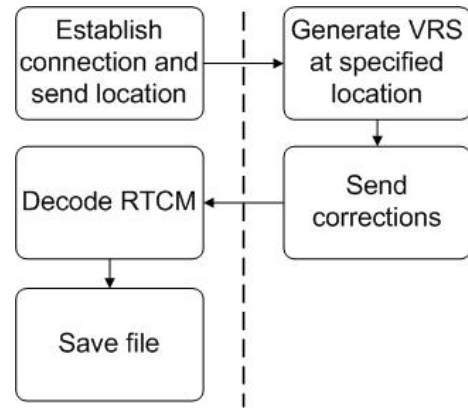 Establish
connection and
send location
Generate VRS
at specified
location
Send
corrections
Decode RTCM
Save file